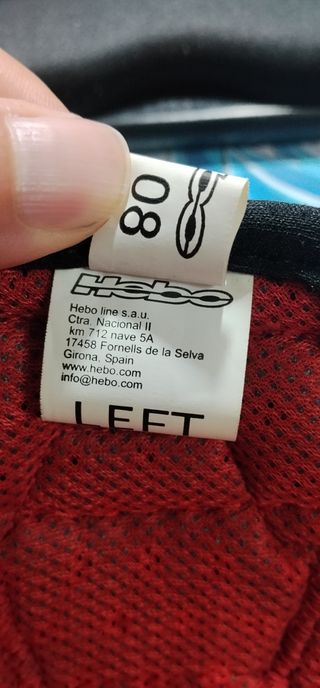 08
Hebo
Hebo line s.a.u.
Ctra. Nacional II
km 712 nave 5A
17458 Fornells de la Selva
Girona. Spain
www.hebo.com
info@hebo.com
LEFT